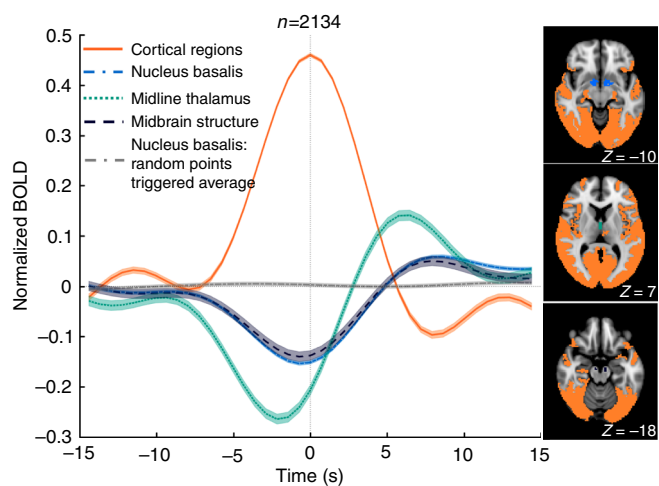 n=2134
0.5
0.4
0.3
0.2
0.1
0
−0.1
−0.2
−0.3
Normalized BOLD
Cortical regions
Nucleus basalis
Midline thalamus
Midbrain structure
Nucleus basalis:
random points
triggered average
−15
−10
−5
0
5
10
15
Time (s)
Z = −10
Z = 7
Z = −18